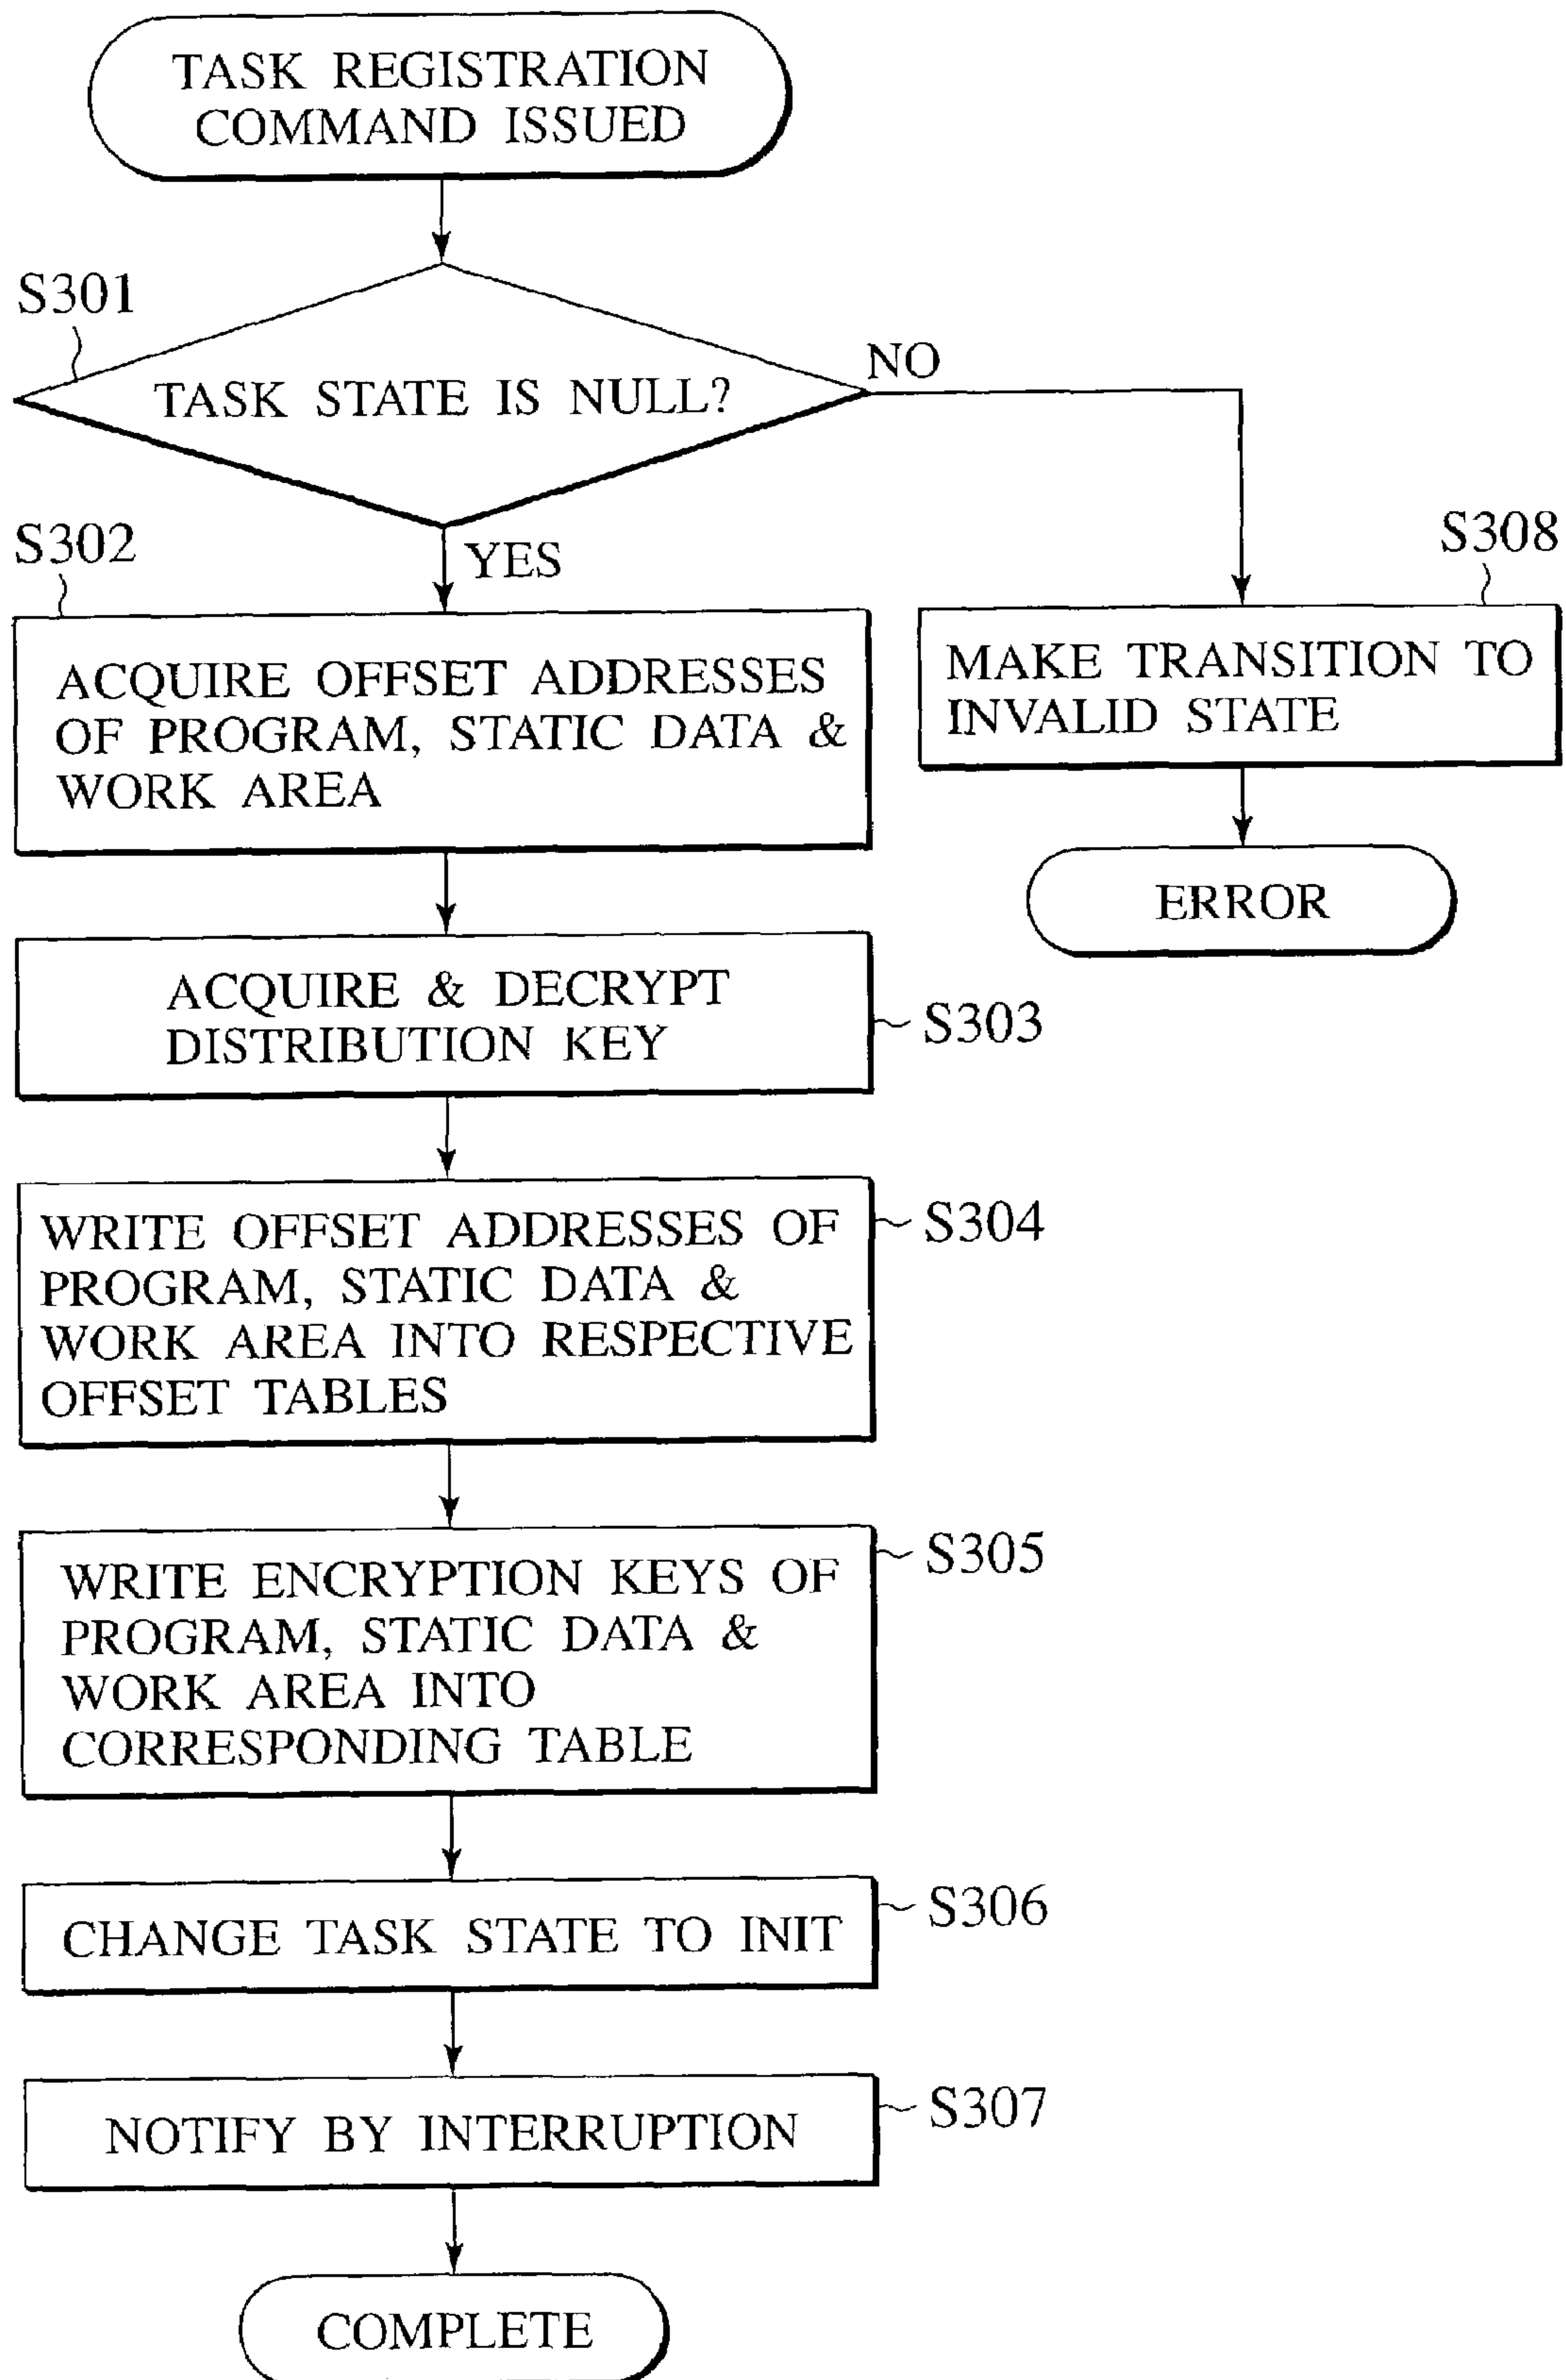 TASK REGISTRATION
COMMAND ISSUED
S301
TASK STATE IS NULL?
NO
YES
S302
ACQUIRE OFFSET ADDRESSES
OF PROGRAM, STATIC DATA &
WORK AREA
S308
MAKE TRANSITION TO
INVALID STATE
ERROR
ACQUIRE & DECRYPT
DISTRIBUTION KEY
S303
WRITE OFFSET ADDRESSES OF
PROGRAM, STATIC DATA &
WORK AREA INTO RESPECTIVE
OFFSET TABLES
S304
WRITE ENCRYPTION KEYS OF
PROGRAM, STATIC DATA &
WORK AREA INTO
CORRESPONDING TABLE
S305
CHANGE TASK STATE TO INIT
S306
NOTIFY BY INTERRUPTION
S307
COMPLETE